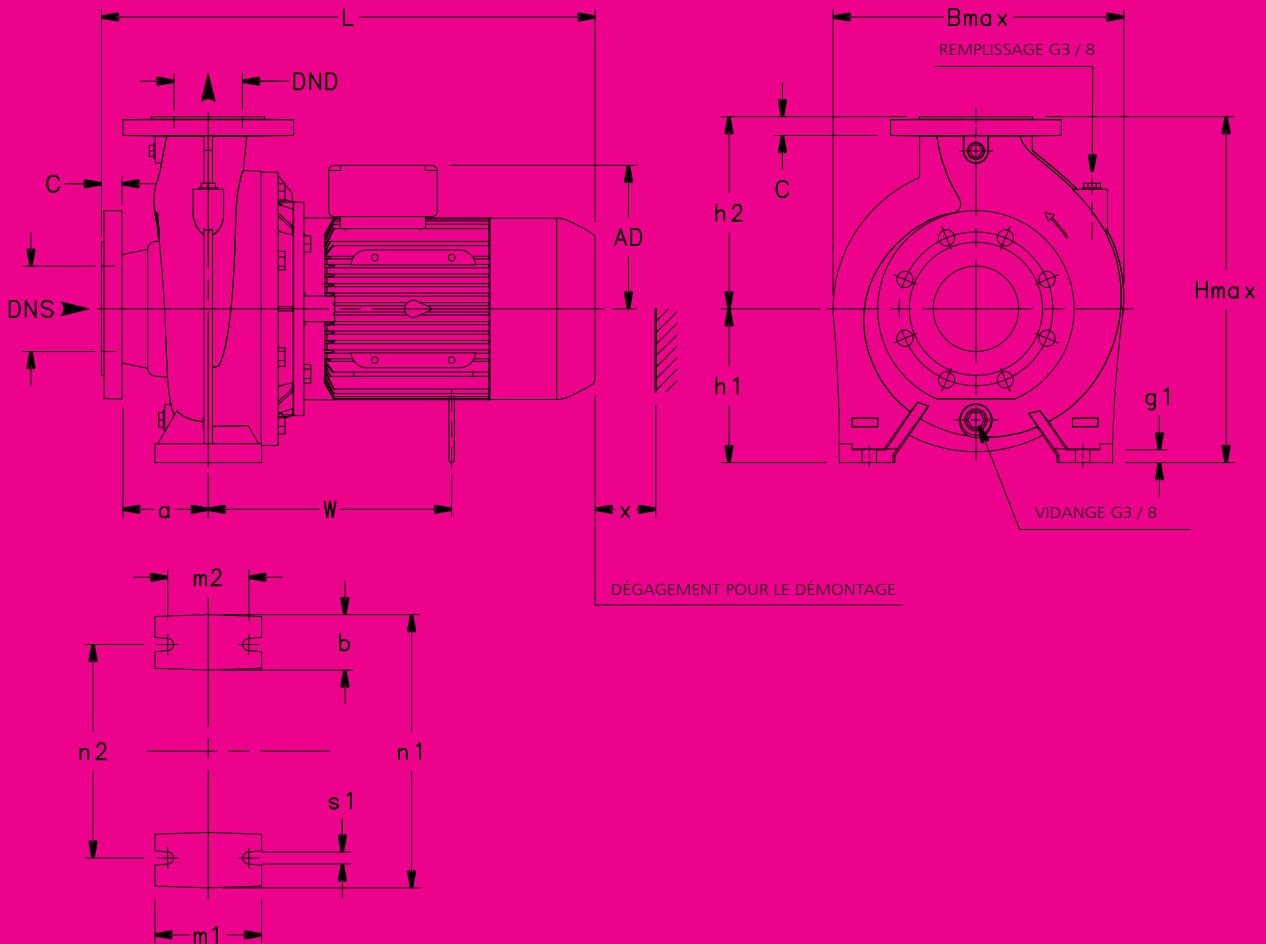 L
Bmax
REMPLISSAGE G3 / 8
DND
C
C
h2
AD
DNS
Hmax
h1
g1
a
W
x
VIDANGE G3 / 8
DÉGAGEMENT POUR LE DÉMONTAGE
m2
b
n2
n1
s1
m1